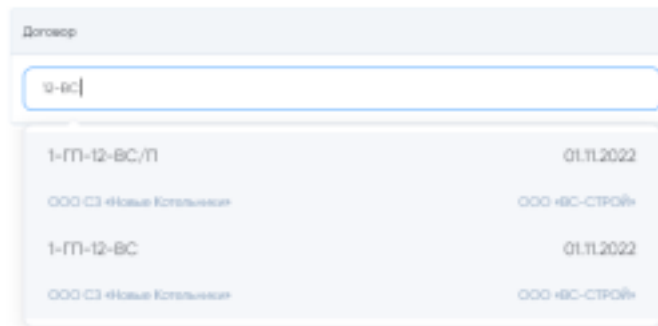 Договор
12-ВС
1-ГП-12-ВС/П 01.11.2022
ООО СЗ «Новые Котельники» ООО «ВС-СТРОЙ»
1-ГП-12-ВС 01.11.2022
ООО СЗ «Новые Котельники» ООО «ВС-СТРОЙ»